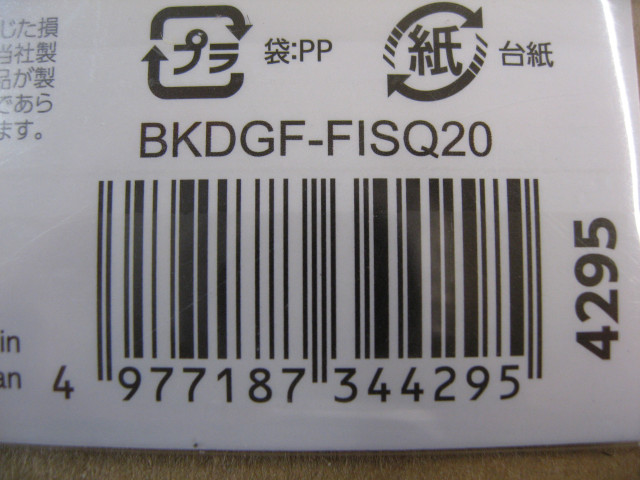 じた損
当社製
品が製
であら
ます。
プラ
袋:PP
紙
台紙
BKDGF-FISQ20
4295
in
an
4 977187 344295